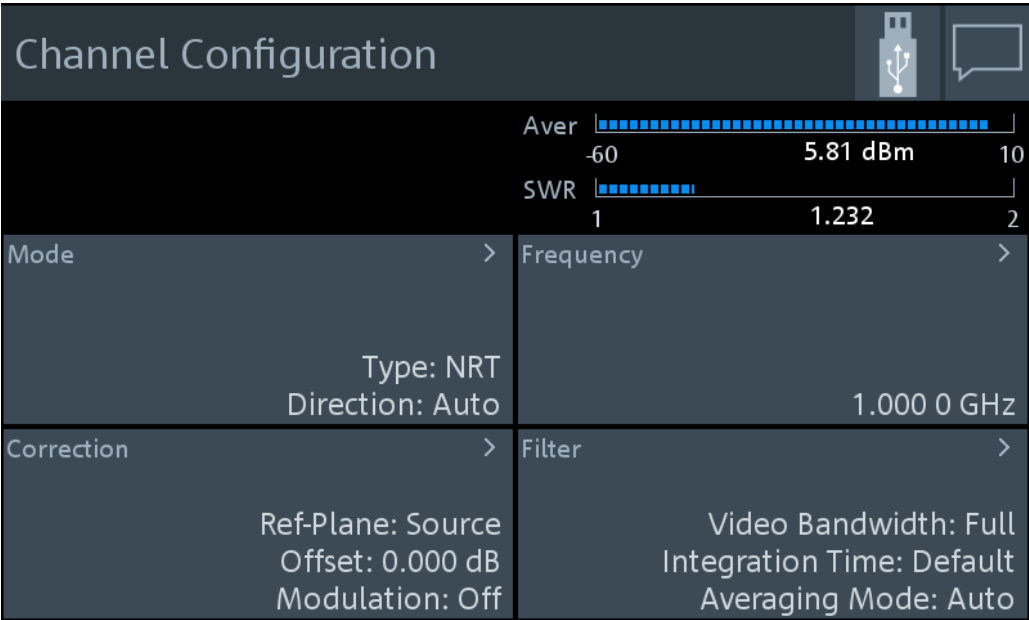 Channel Configuration
Aver
-60 5.81 dBm 10
SWR
1 1.232 2
Mode >
Type: NRT
Direction: Auto
Frequency >
1.000 0 GHz
Correction >
Ref-Plane: Source
Offset: 0.000 dB
Modulation: Off
Filter >
Video Bandwidth: Full
Integration Time: Default
Averaging Mode: Auto